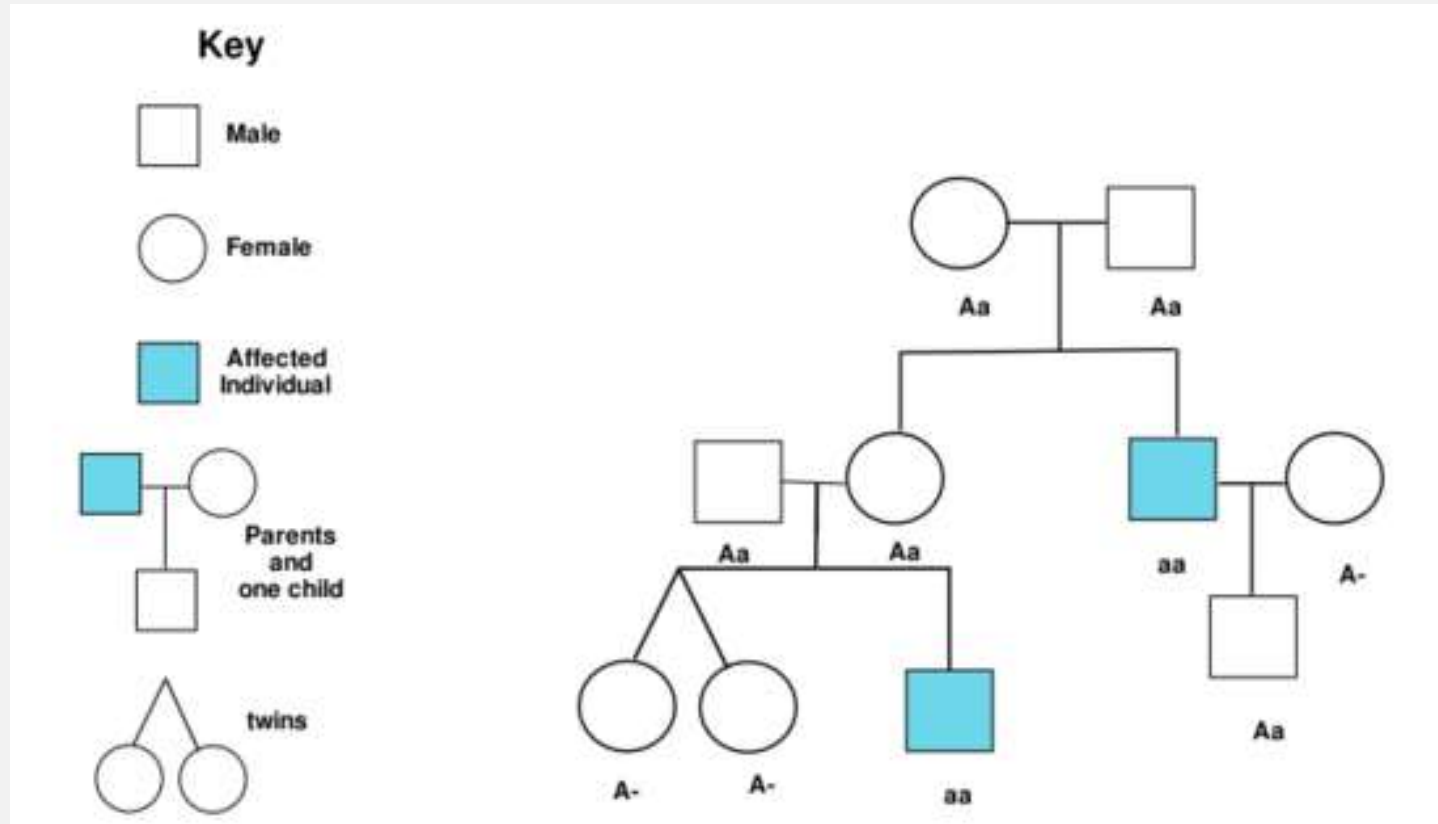 Key
Male
Female
Affected
Individual
Parents
and
one child
twins
Aa
Aa
Aa
Aa
aa
A-
Aa
A-
A-
aa